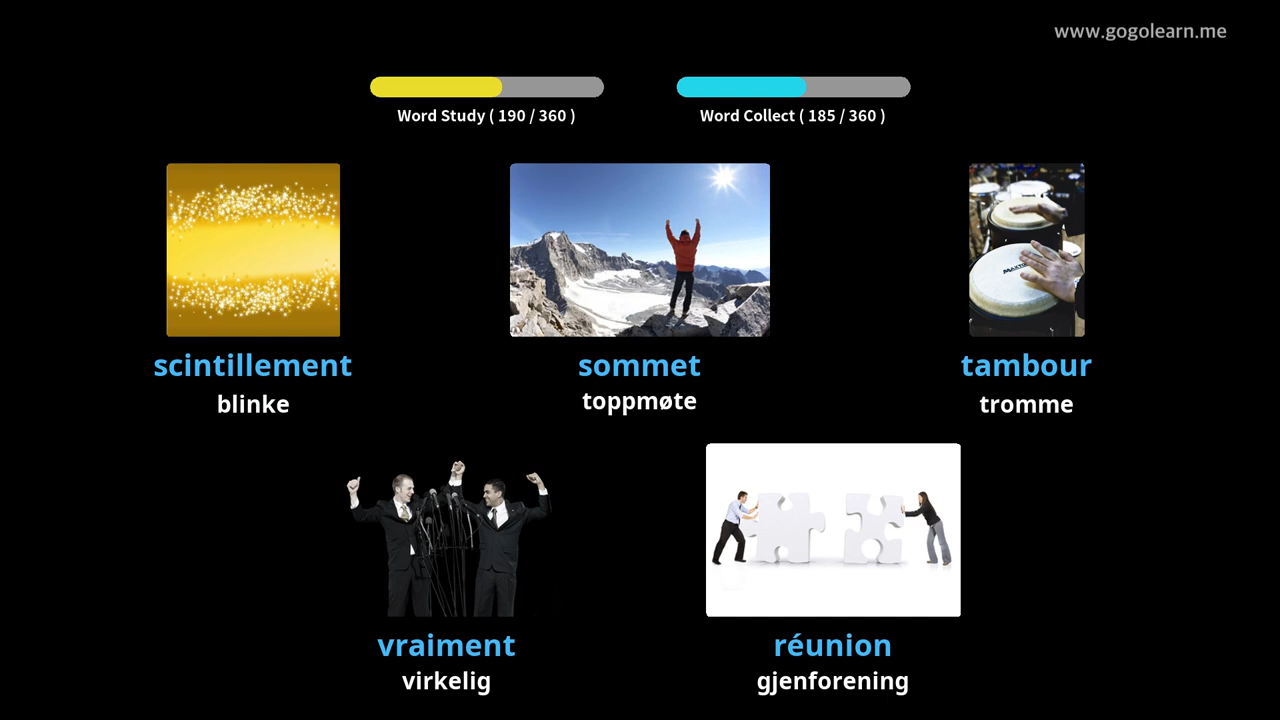 www.gogolearn.me
Word Study ( 190 / 360 )
Word Collect ( 185 / 360 )
scintillement
blinke
sommet
toppmøte
tambour
tromme
vraiment
virkelig
réunion
gjenforening